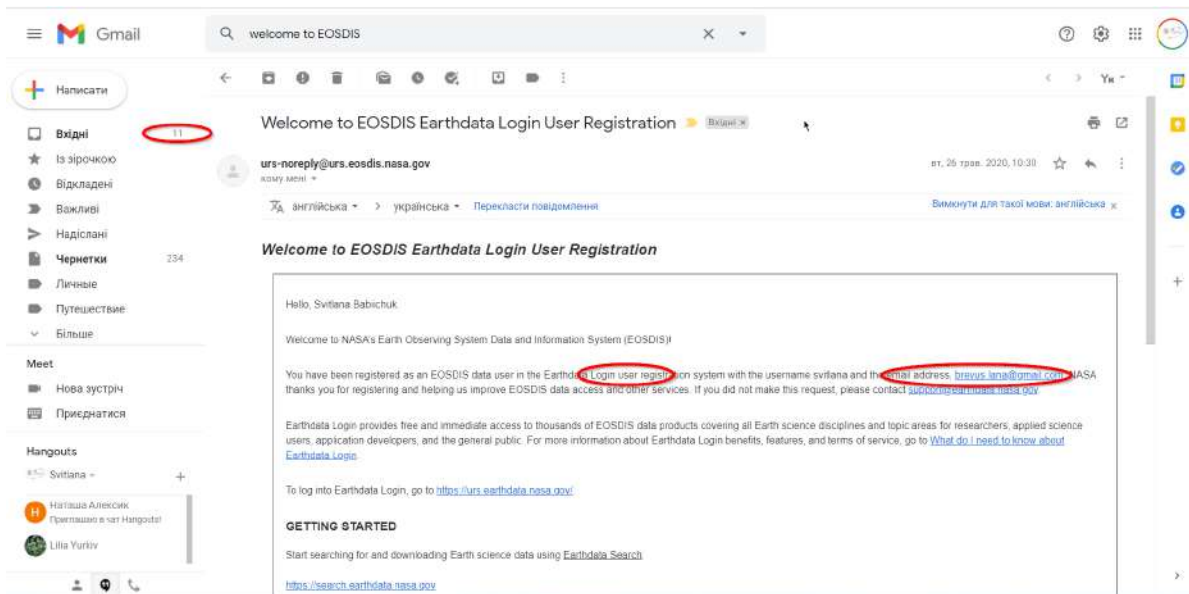 Gmail
welcome to EOSDIS
Написати
Ук
Вхідні 11
Із зірочкою
Відкладені
Важливі
Надіслані
Чернетки 234
Личные
Путешествие
Більше
Meet
Нова зустріч
Приєднатися
Hangouts
Svitlana
Наташа Алексик
Приглашаю в чат Hangouts!
Lilia Yurkiv
Welcome to EOSDIS Earthdata Login User Registration Вхідні x
urs-noreply@urs.eosdis.nasa.gov вт, 26 трав. 2020, 10:30
кому мені
англійська > українська Перекласти повідомлення Вимкнути для такої мови: англійська x
Welcome to EOSDIS Earthdata Login User Registration
Hello, Svitlana Babiichuk
Welcome to NASA's Earth Observing System Data and Information System (EOSDIS)!
You have been registered as an EOSDIS data user in the Earthdata Login user registration system with the username svitlana and the email address, brevus.lana@gmail.com. NASA
thanks you for registering and helping us improve EOSDIS data access and other services. If you did not make this request, please contact support@earthdata.nasa.gov
Earthdata Login provides free and immediate access to thousands of EOSDIS data products covering all Earth science disciplines and topic areas for researchers, applied science
users, application developers, and the general public. For more information about Earthdata Login benefits, features, and terms of service, go to What do I need to know about
Earthdata Login.
To log into Earthdata Login, go to https://urs.earthdata.nasa.gov/
GETTING STARTED
Start searching for and downloading Earth science data using Earthdata Search
https://search.earthdata.nasa.gov